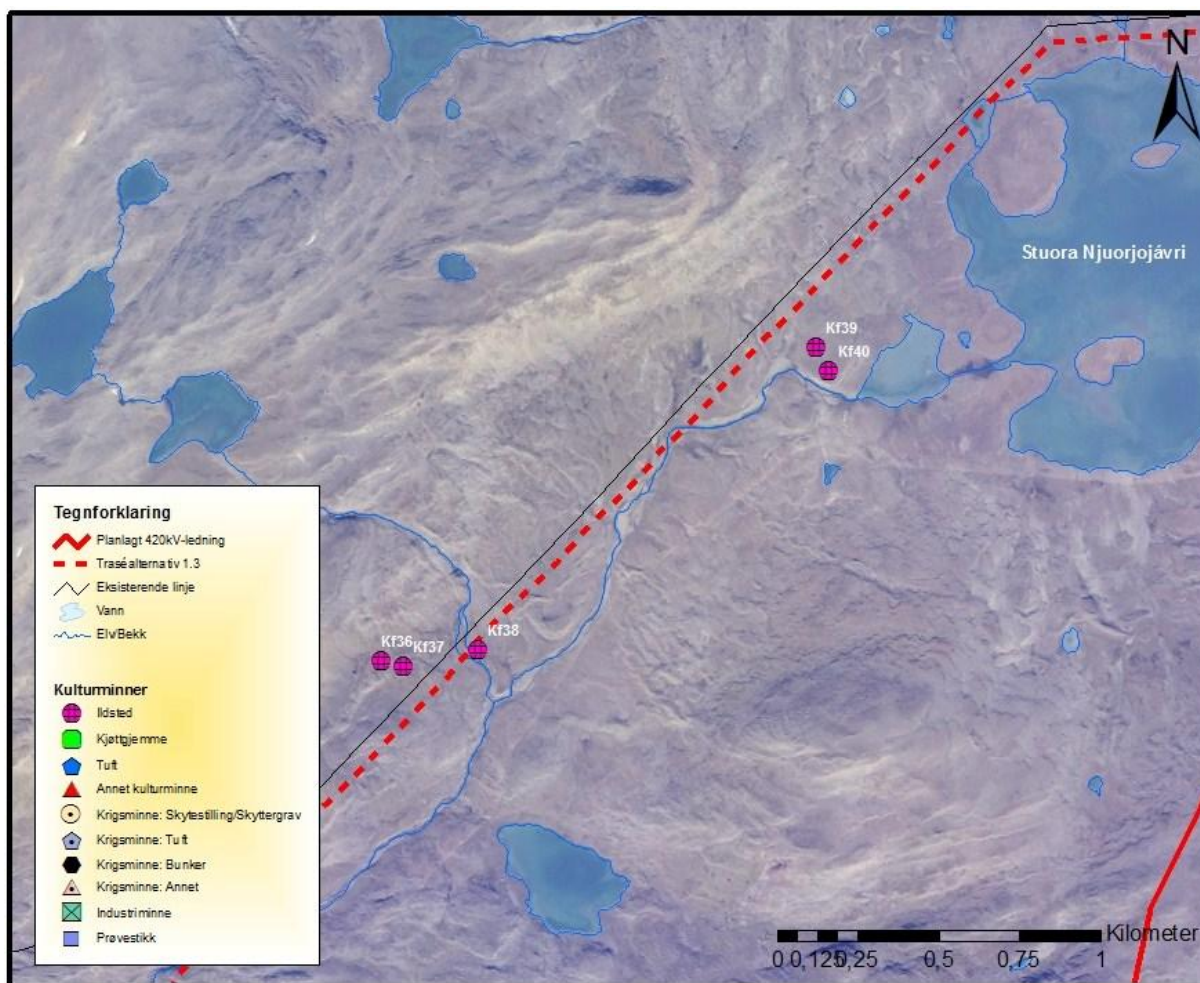 N
Stuora Njuorjojávri
Kf39
Kf40
Kf38
Kf36 Kf37
Tegnforklaring
Planlagt 420kV-ledning
Traséalternativ 1.3
Eksisterende linje
Vann
Elv/Bekk
Kulturminner
Ildsted
Kjøttgjemme
Tuft
Annet kulturminne
Krigsminne: Skytestilling/Skyttergrav
Krigsminne: Tuft
Krigsminne: Bunker
Krigsminne: Annet
Industriminne
Prøvestikk
Kilometer
0 0,125 0,25 0,5 0,75 1